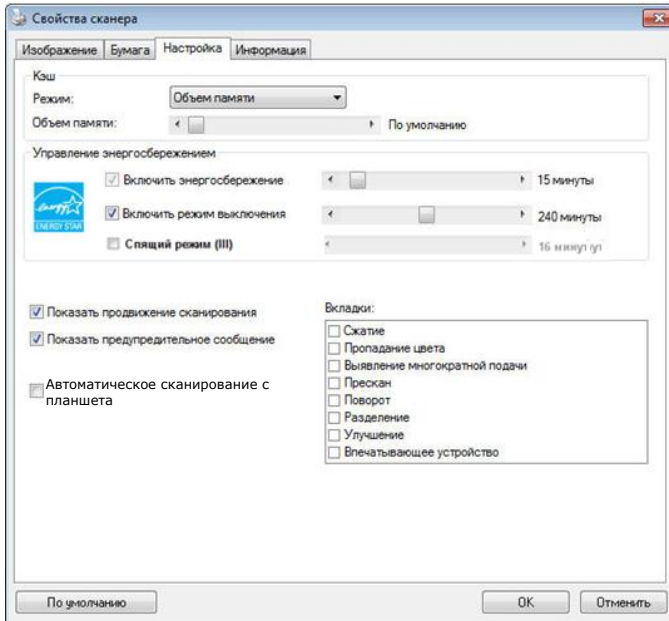 Свойства сканера
Изображение Бумага Настройка Информация
Кэш
Режим: Объем памяти
Объем памяти: По умолчанию
Управление энергосбережением
Включить энергосбережение 15 минуты
Включить режим выключения 240 минуты
Спящий режим (III) 16
ENERGY STAR
Показать продвижение сканирования
Показать предупредительное сообщение
Автоматическое сканирование с
планшета
Вкладки:
Сжатие
Пропадание цвета
Выявление многократной подачи
Прескан
Поворот
Разделение
Улучшение
Впечатывающее устройство
По умолчанию OK Отменить